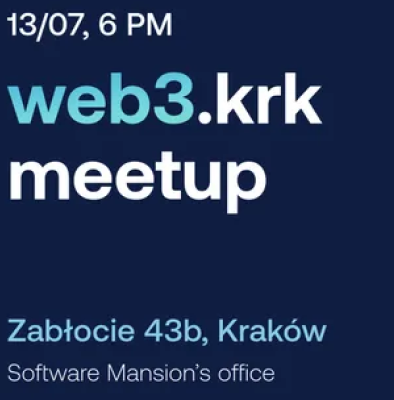 13/07, 6 PM
web3.krk
meetup
Zabłocie 43b, Kraków
Software Mansion's office